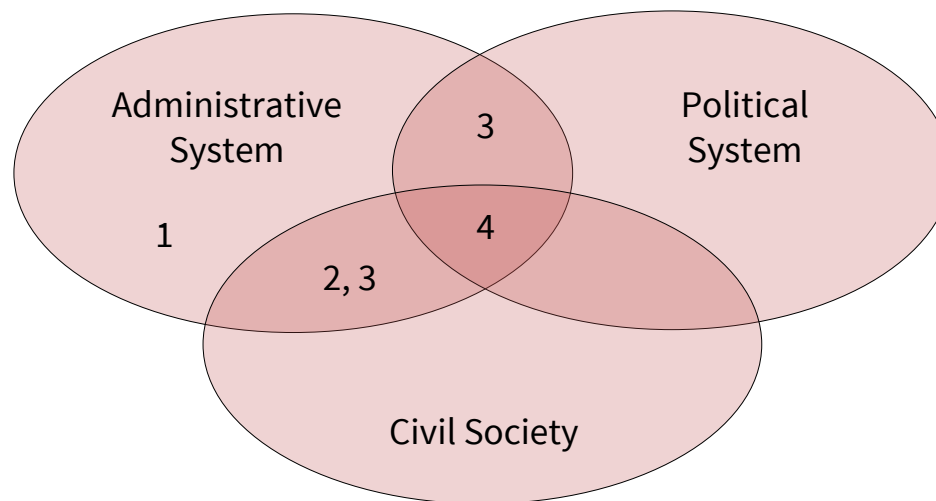 Administrative
System
Political
System
3
1
4
2, 3
Civil Society